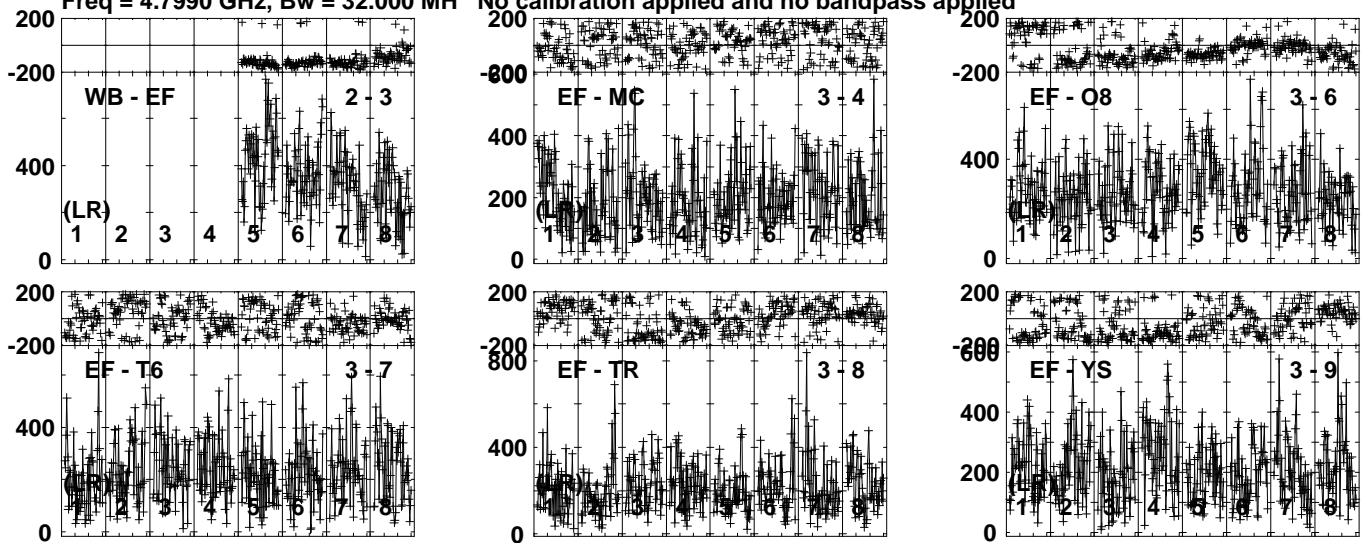 Freq = 4.7990 GHz, Bw = 32.000 MH No calibration applied and no bandpass applied
200
-200
WB - EF 2 - 3
400
(LR)
1 2 3 4 5 6 7 8
0
200
-200
600
EF - MC 3 - 4
400
200
(LR)
1 2 3 4 5 6 7 8
0
200
-200
EF - O8 3 - 6
400
(LR)
1 2 3 4 5 6 7 8
0
200
-200
EF - T6 3 - 7
400
(LR)
1 2 3 4 5 6 7 8
0
200
-200
800
EF - TR 3 - 8
400
(LR)
1 2 3 4 5 6 7 8
0
200
-200
600
EF - YS 3 - 9
400
200
(LR)
1 2 3 4 5 6 7 8
0